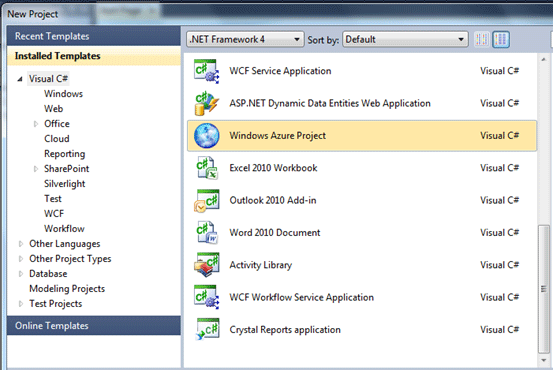 New Project
Recent Templates
Installed Templates
Visual C#
Windows
Web
Office
Cloud
Reporting
SharePoint
Silverlight
Test
WCF
Workflow
Other Languages
Other Project Types
Database
Modeling Projects
Test Projects
Online Templates
.NET Framework 4 Sort by: Default
WCF Service Application Visual C#
ASP.NET Dynamic Data Entities Web Application Visual C#
Windows Azure Project Visual C#
Excel 2010 Workbook Visual C#
Outlook 2010 Add-in Visual C#
Word 2010 Document Visual C#
Activity Library Visual C#
WCF Workflow Service Application Visual C#
Crystal Reports application Visual C#